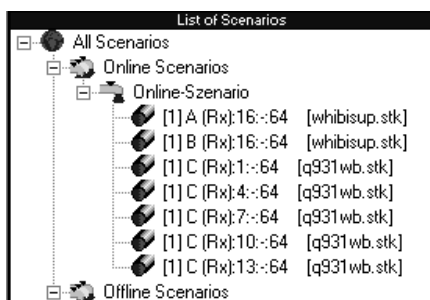 List of Scenarios
All Scenarios
Online Scenarios
Online-Szenario
[1] A (Rx):16:-:64 [whibisup.stk]
[1] B (Rx):16:-:64 [whibisup.stk]
[1] C (Rx):1:-:64 [q931wb.stk]
[1] C (Rx):4:-:64 [q931wb.stk]
[1] C (Rx):7:-:64 [q931wb.stk]
[1] C (Rx):10:-:64 [q931wb.stk]
[1] C (Rx):13:-:64 [q931wb.stk]
Offline Scenarios